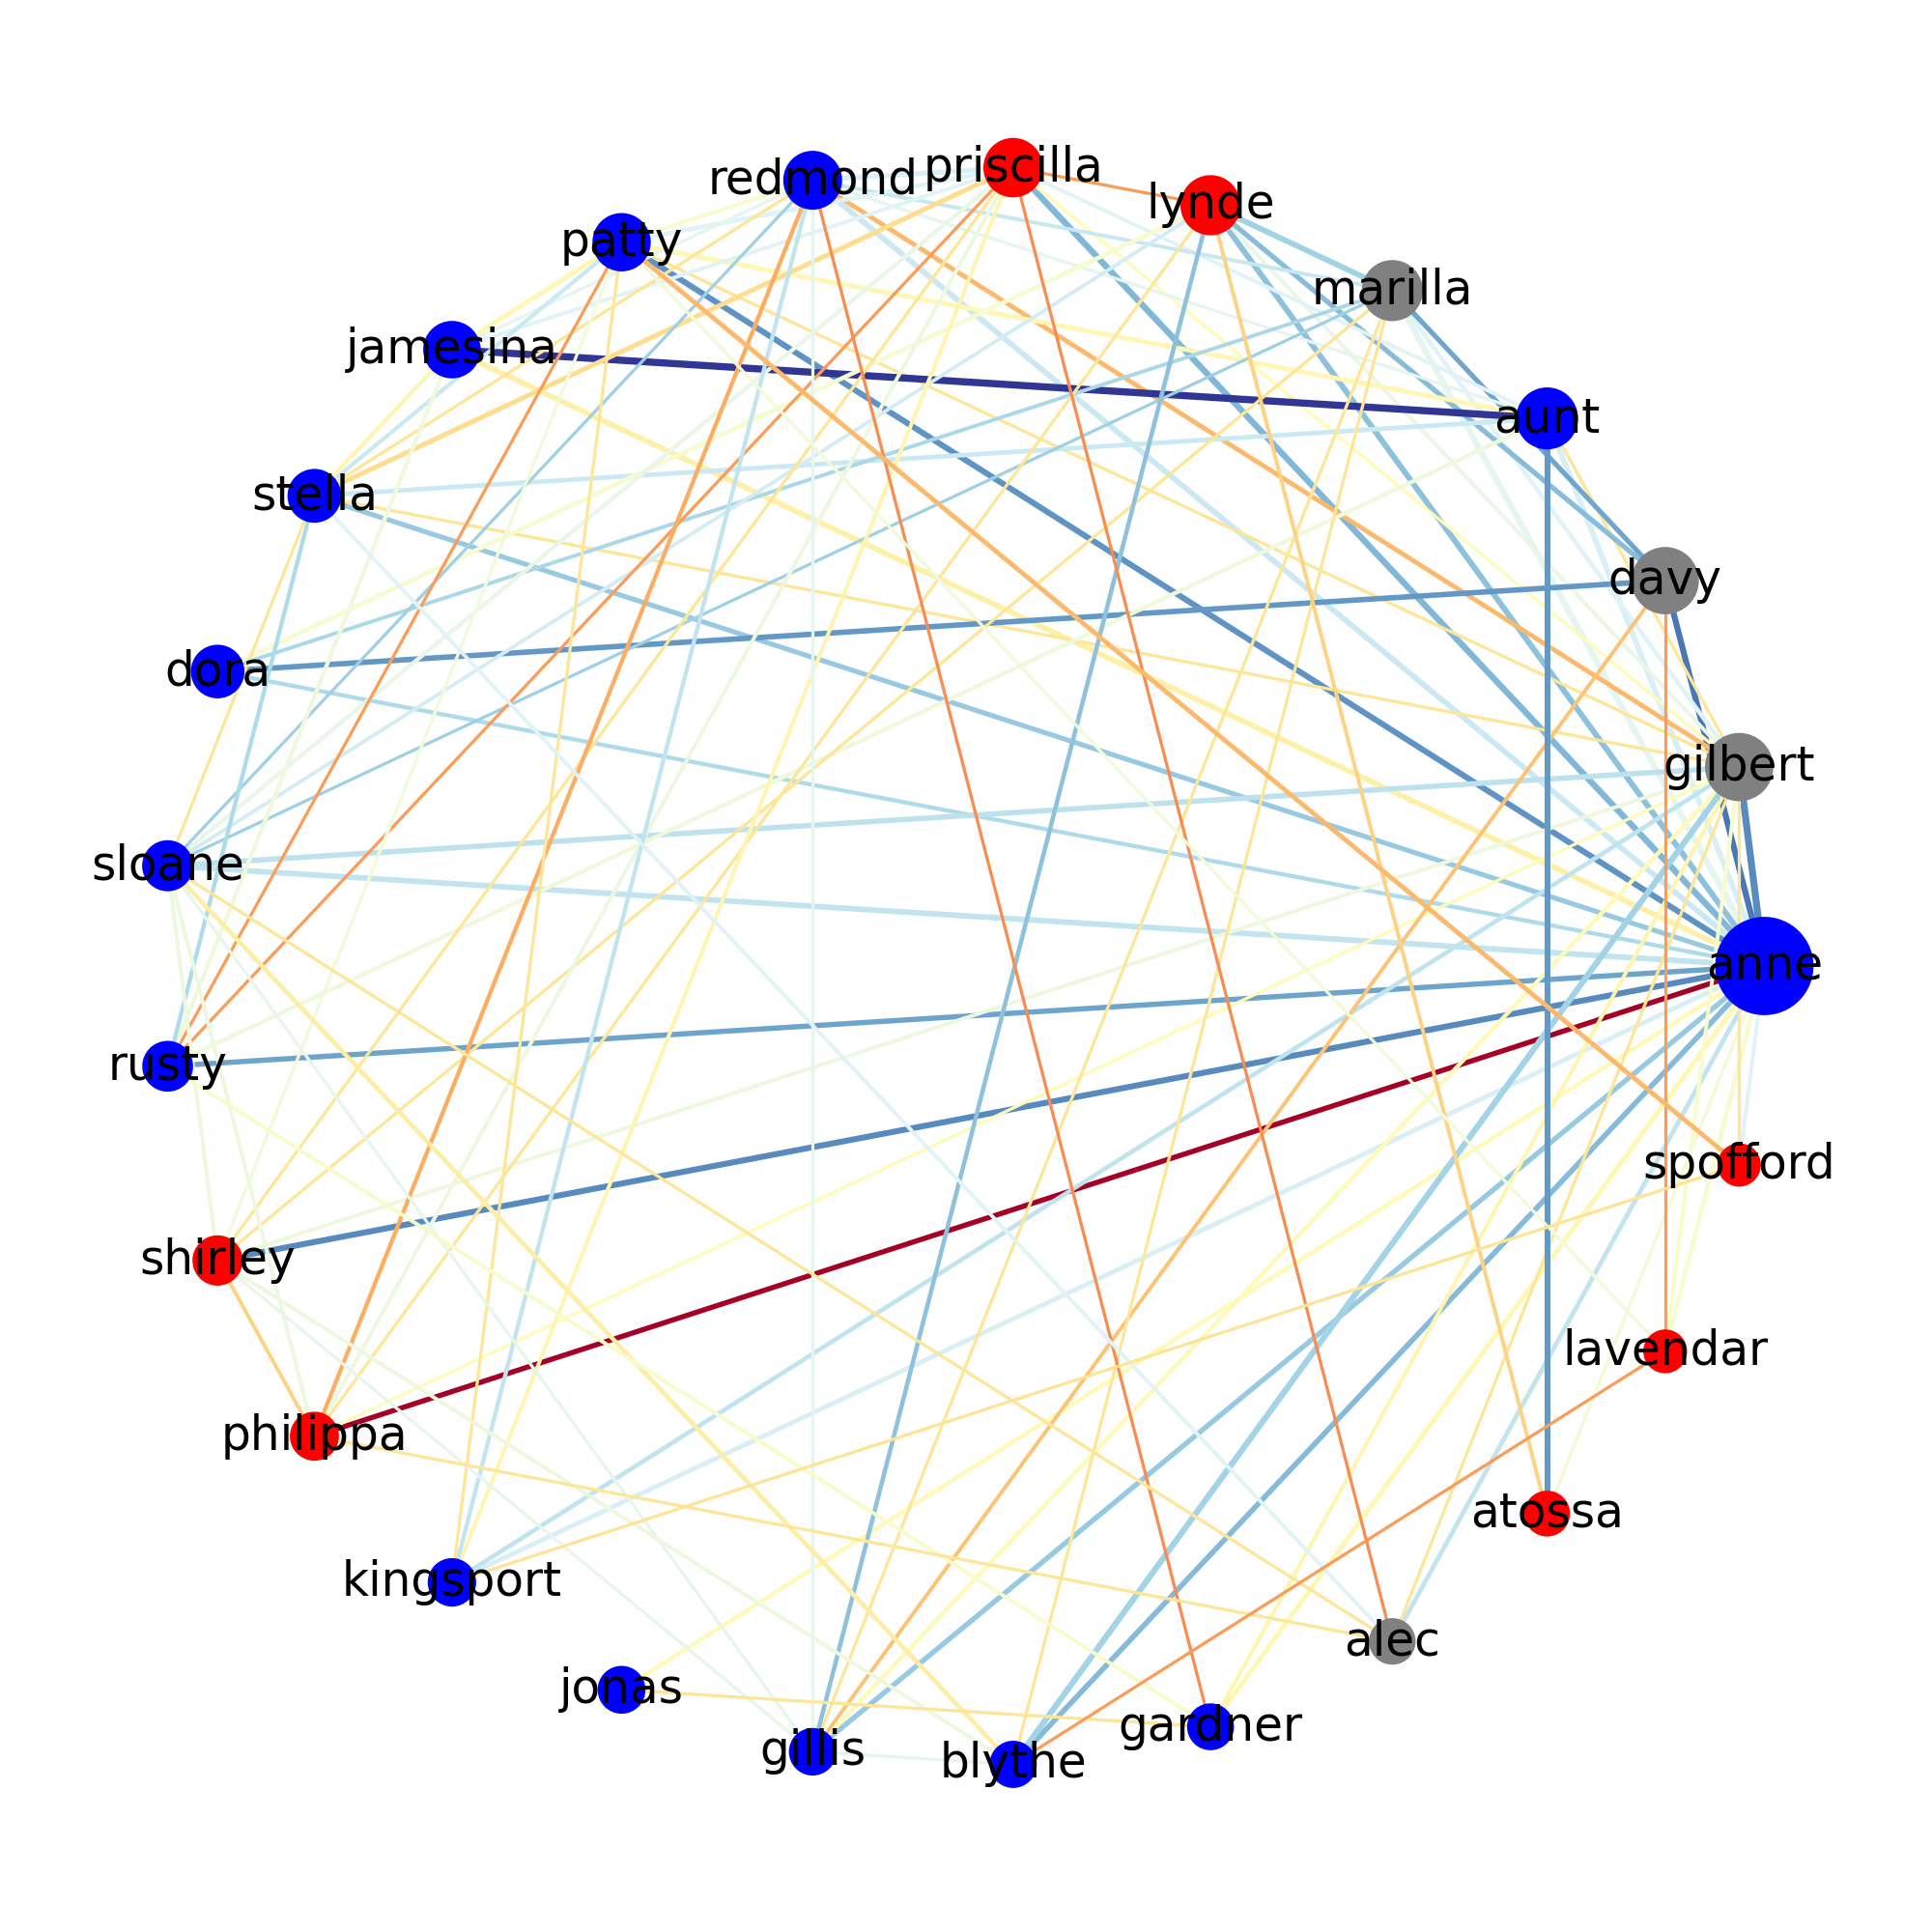 priscilla
redmond
lynde
patty
marilla
jamesina
aunt
stella
davy
dora
gilbert
sloane
anne
rusty
spofford
shirley
lavendar
philippa
atossa
kingsport
alec
jonas
gardner
gillis
blythe